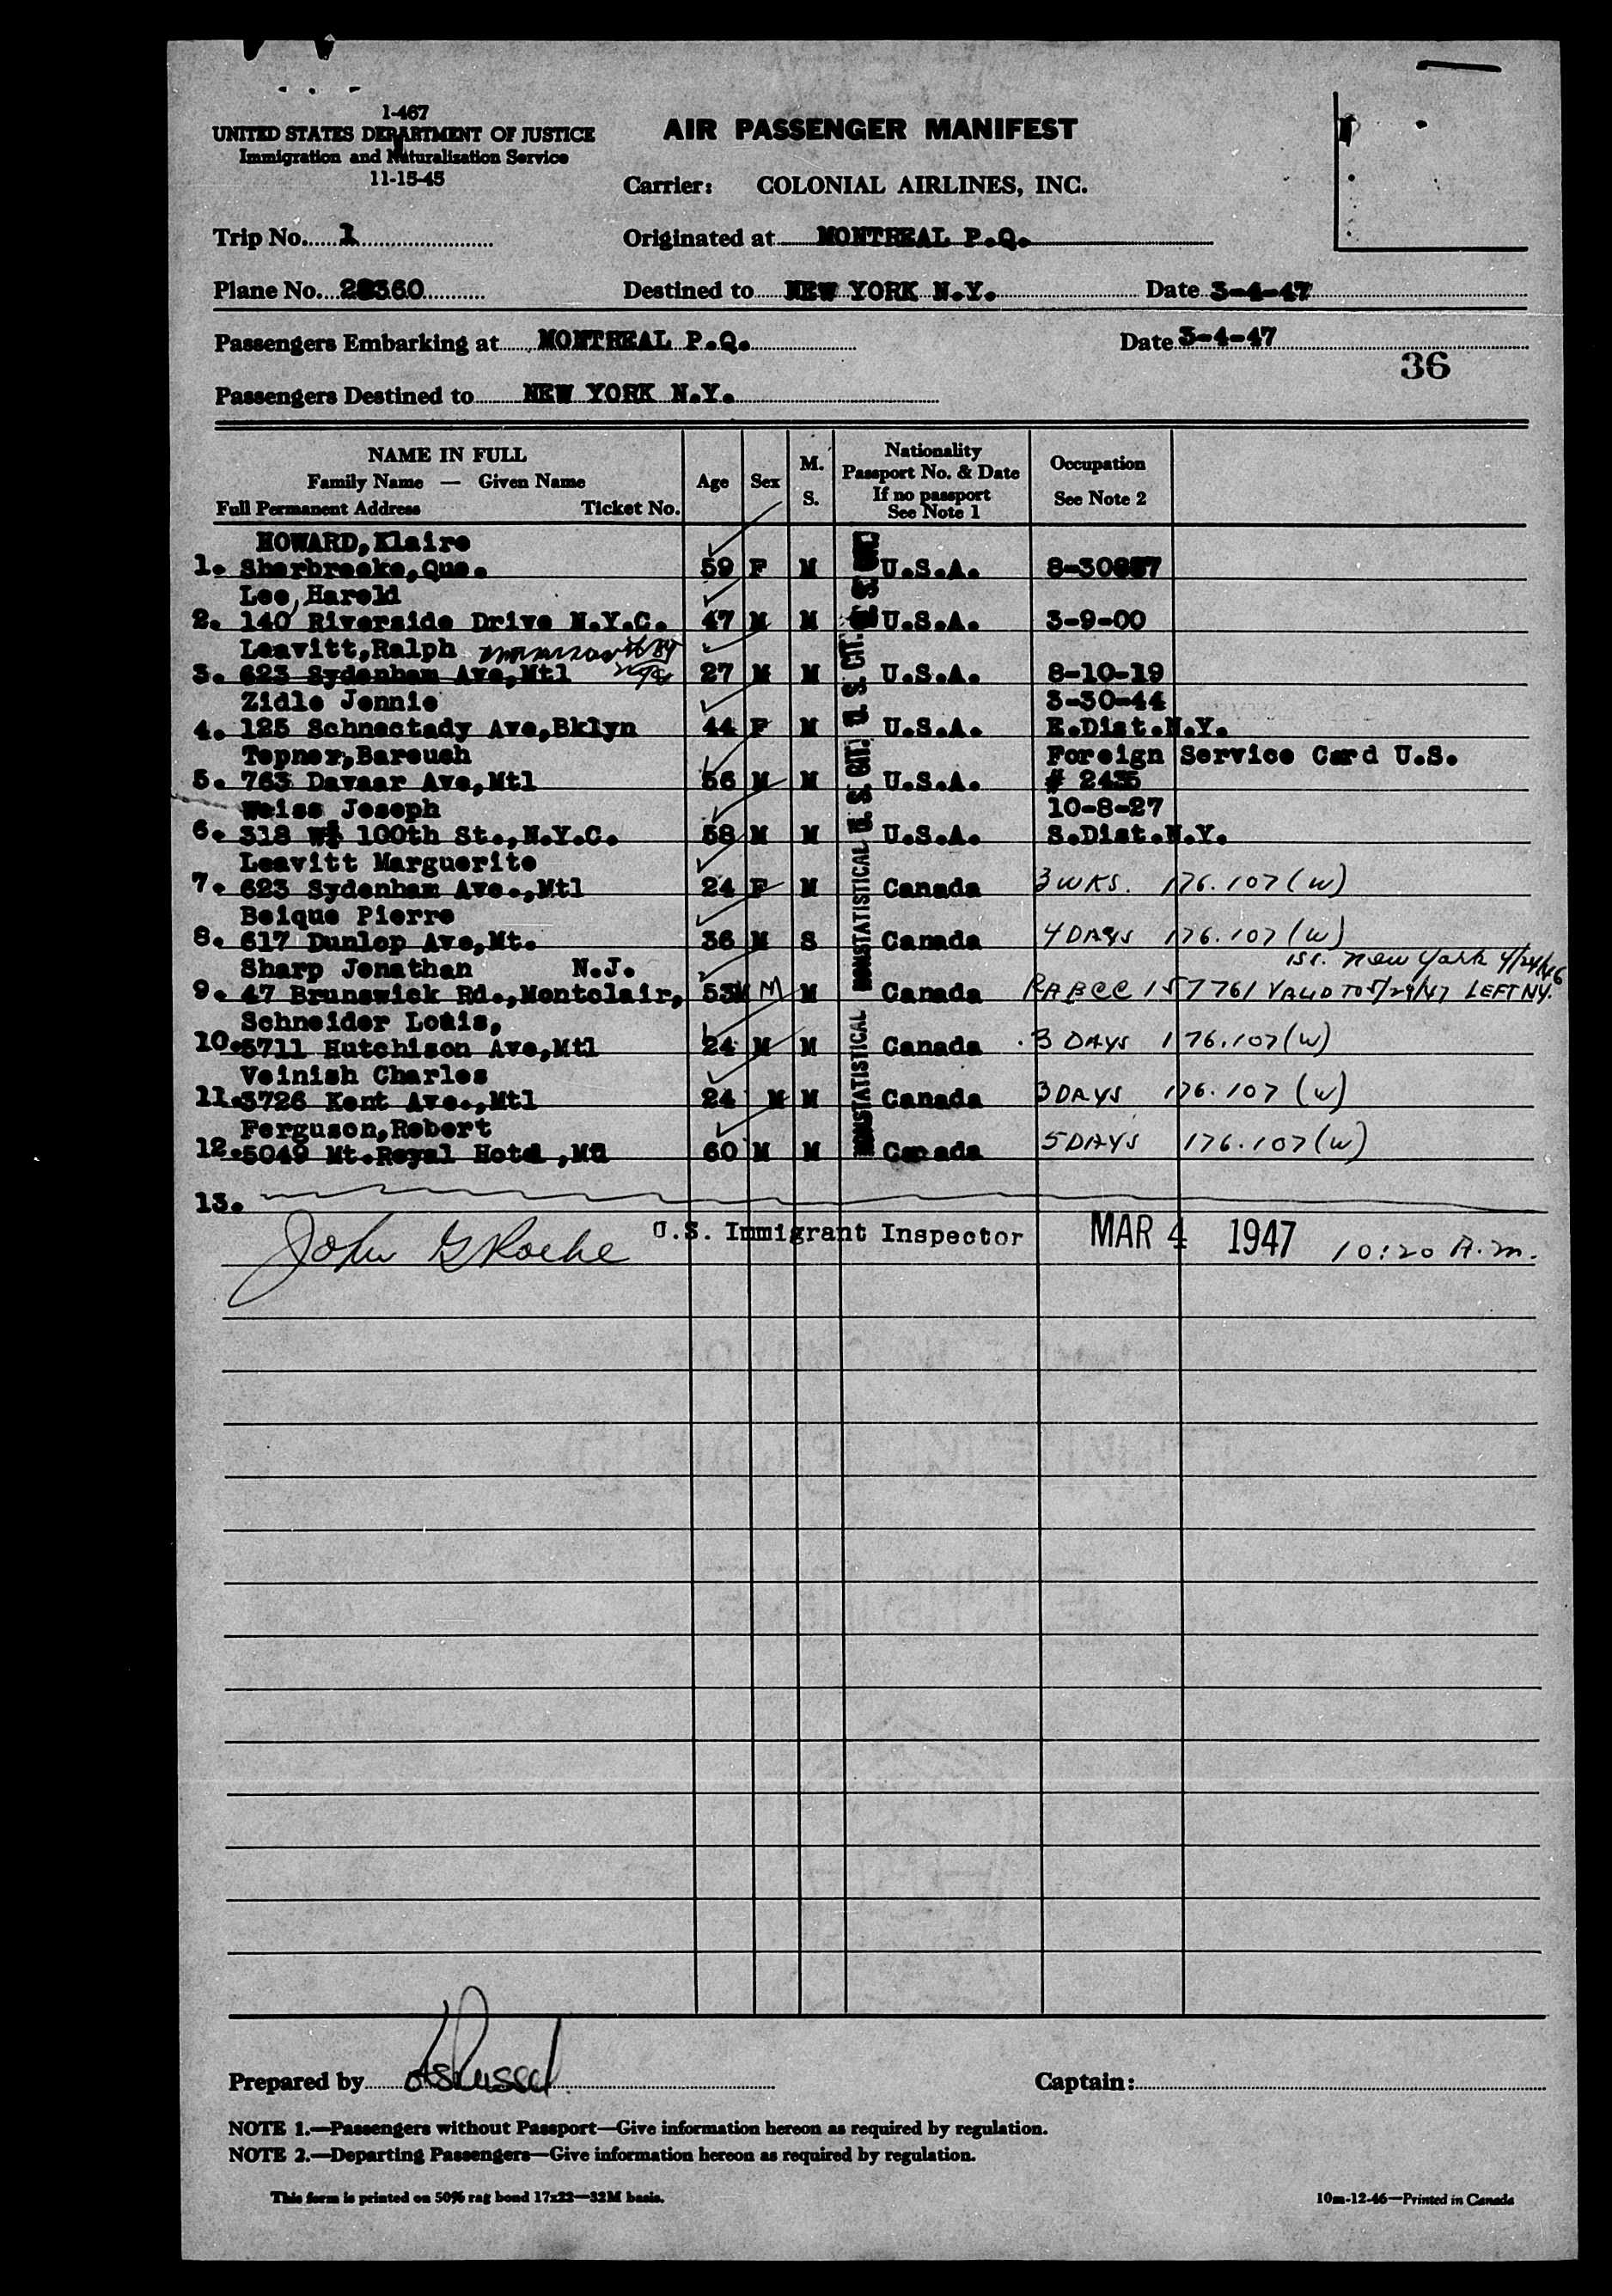 1-467
UNITED STATES DEPARTMENT OF JUSTICE
Immigration and Naturalization Service
11-15-45
AIR PASSENGER MANIFEST
Carrier: COLONIAL AIRLINES, INC.
Trip No. 1 Originated at MONTREAL P.Q.
Plane No. 28360 Destined to NEW YORK N.Y. Date 3-4-47
Passengers Embarking at MONTREAL P.Q. Date 3-4-47
36
Passengers Destined to NEW YORK N.Y.
NAME IN FULL
Family Name — Given Name
Full Permanent Address Ticket No.
Age
Sex
M. S.
Nationality
Passport No. & Date
If no passport
See Note 1
Occupation
See Note 2
HOWARD, Klaire
1. Sherbrooke, Que. 59 F M U.S.A.
Lee, Harold
2. 140 Riverside Drive N.Y.C. 47 M M U.S.A. 3-9-00
Leavitt, Ralph
3. 623 Sydenham Ave, Mtl 27 M M U.S.A. 8-10-19
Zidle Jennie 3-30-44
4. 125 Schnectady Ave, Bklyn 44 F M U.S.A. E.Dist.N.Y.
Tepner, Barouch Foreign Service Card U.S.
5. 763 Davaar Ave, Mtl 56 M M U.S.A. # 2435
Weiss Joseph 10-8-27
6. 318 W 100th St., N.Y.C. 58 M M U.S.A. S.Dist.N.Y.
Leavitt Marguerite
7. 623 Sydenham Ave., Mtl 24 F M Canada 3 WKS. 176.107 (W)
Beique Pierre
8. 617 Dunlop Ave, Mt. 36 M S Canada 4 DAYS 176.107 (W)
Sharp Jonathan N.J. iss. New York 4/24/46
9. 47 Brunswick Rd., Montclair, 53M M M Canada RABCC 157761 VALID TO 5/29/47 LEFT NY.
Schneider Louis,
10. 5711 Hutchison Ave, Mtl 24 M M Canada 3 DAYS 176.107 (W)
Veinish Charles
11. 3726 Kent Ave., Mtl 24 M M Canada 3 DAYS 176.107 (W)
Ferguson, Robert
12. 5049 Mt. Royal Hotel, Mtl 60 M M Canada 5 DAYS 176.107 (W)
U.S. CIT. U.S. CIT. NONSTATISTICAL NONSTATISTICAL
13.
John G Roche U.S. Immigrant Inspector MAR 4 1947 10:20 A.m.
Prepared by Captain:
NOTE 1.—Passengers without Passport—Give information hereon as required by regulation.
NOTE 2.—Departing Passengers—Give information hereon as required by regulation.
This form is printed on 50% rag bond 17x22—32M basis. 10m-12-46—Printed in Canada